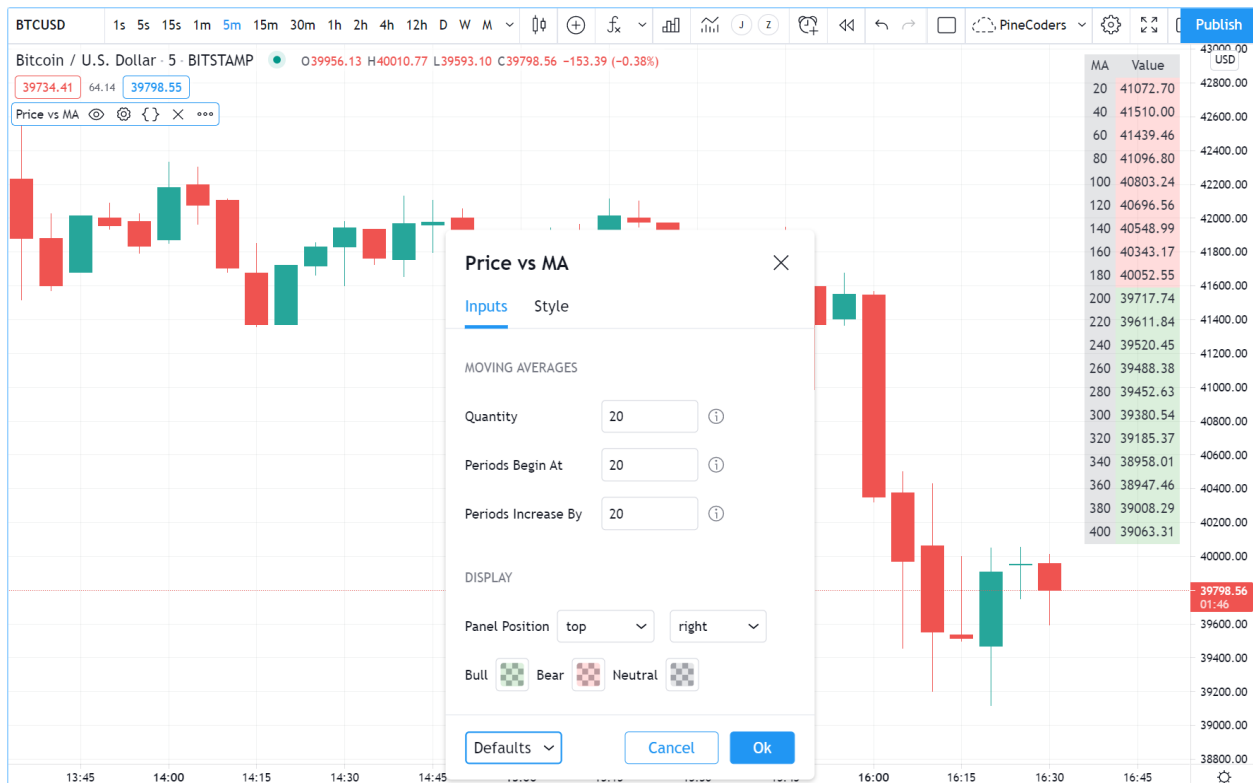 BTCUSD 1s 5s 15s 1m 5m 15m 30m 1h 2h 4h 12h D W M fx J Z PineCoders Publish
Bitcoin / U.S. Dollar · 5 · BITSTAMP O39956.13 H40010.77 L39593.10 C39798.56 −153.39 (−0.38%)
39734.41 64.14 39798.55
Price vs MA {}
MA Value
20 41072.70
40 41510.00
60 41439.46
80 41096.80
100 40803.24
120 40696.56
140 40548.99
160 40343.17
180 40052.55
200 39717.74
220 39611.84
240 39520.45
260 39488.38
280 39452.63
300 39380.54
320 39185.37
340 38958.01
360 38947.46
380 39008.29
400 39063.31
43000.00
USD
42800.00
42600.00
42400.00
42200.00
42000.00
41800.00
41600.00
41400.00
41200.00
41000.00
40800.00
40600.00
40400.00
40200.00
40000.00
39798.56
01:46
39600.00
39400.00
39200.00
39000.00
38800.00
Price vs MA
Inputs Style
MOVING AVERAGES
Quantity 20
Periods Begin At 20
Periods Increase By 20
DISPLAY
Panel Position top right
Bull Bear Neutral
Defaults Cancel Ok
13:45 14:00 14:15 14:30 14:45 16:00 16:15 16:30 16:45